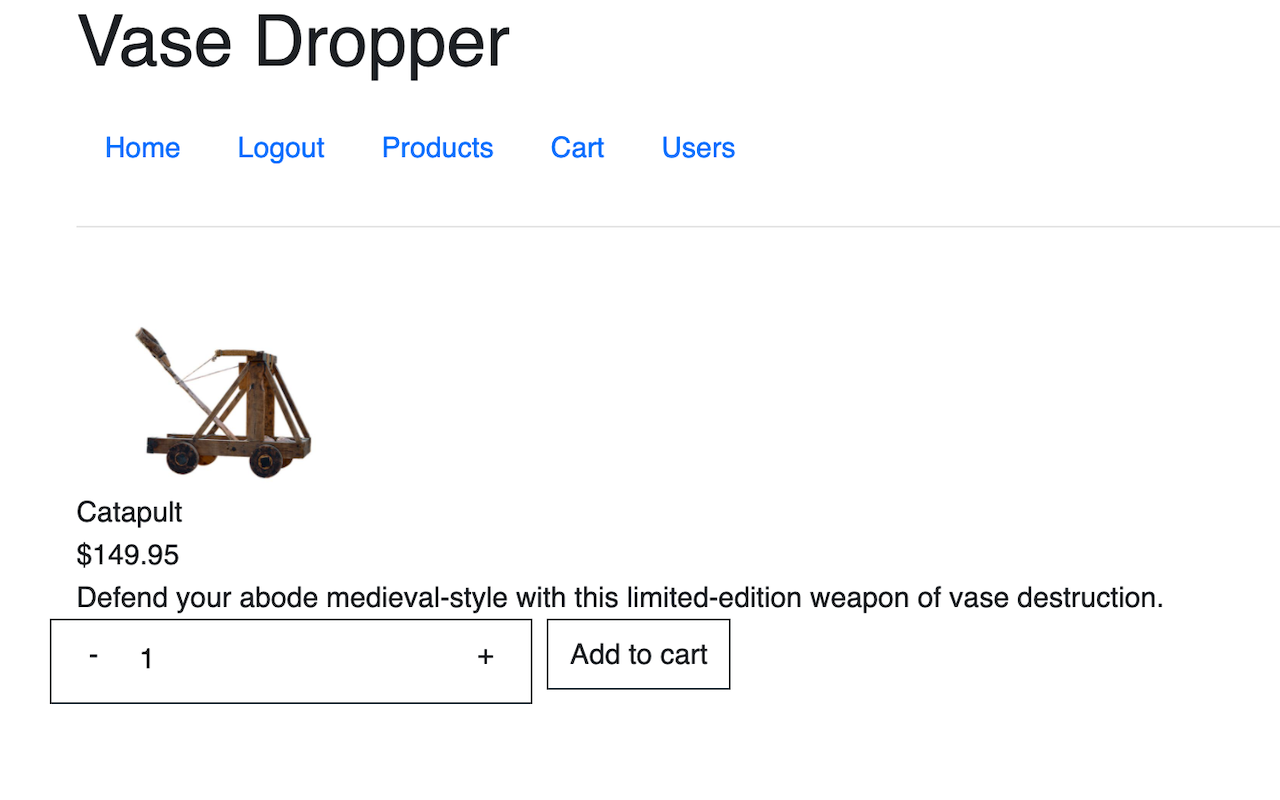 Vase Dropper
Home Logout Products Cart Users
Catapult
$149.95
Defend your abode medieval-style with this limited-edition weapon of vase destruction.
- 1 + Add to cart